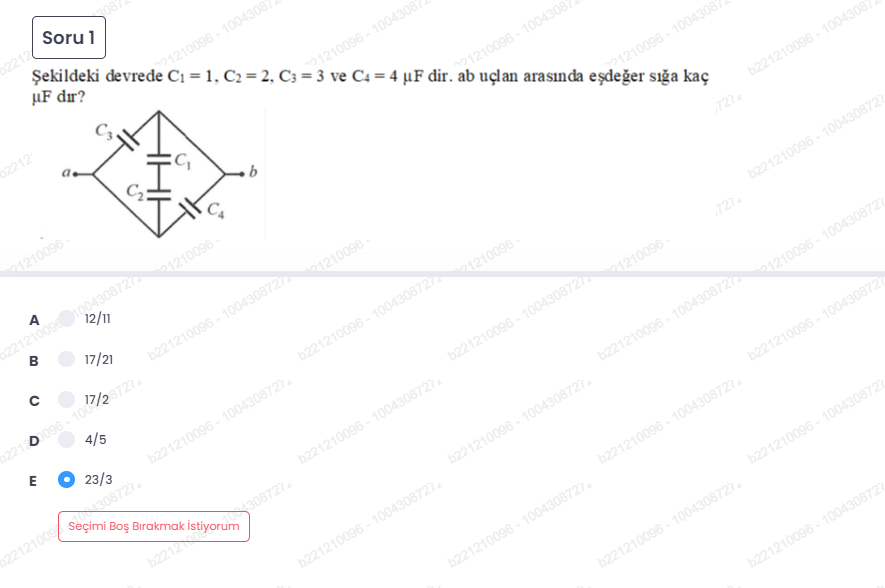 Soru 1
Şekildeki devrede C1 = 1, C2 = 2, C3 = 3 ve C4 = 4 μF dir. ab uçları arasında eşdeğer sığa kaç
μF dır?
C3
C1
a
b
C2
C4
A 12/11
B 17/21
C 17/2
D 4/5
E 23/3
Seçimi Boş Bırakmak İstiyorum